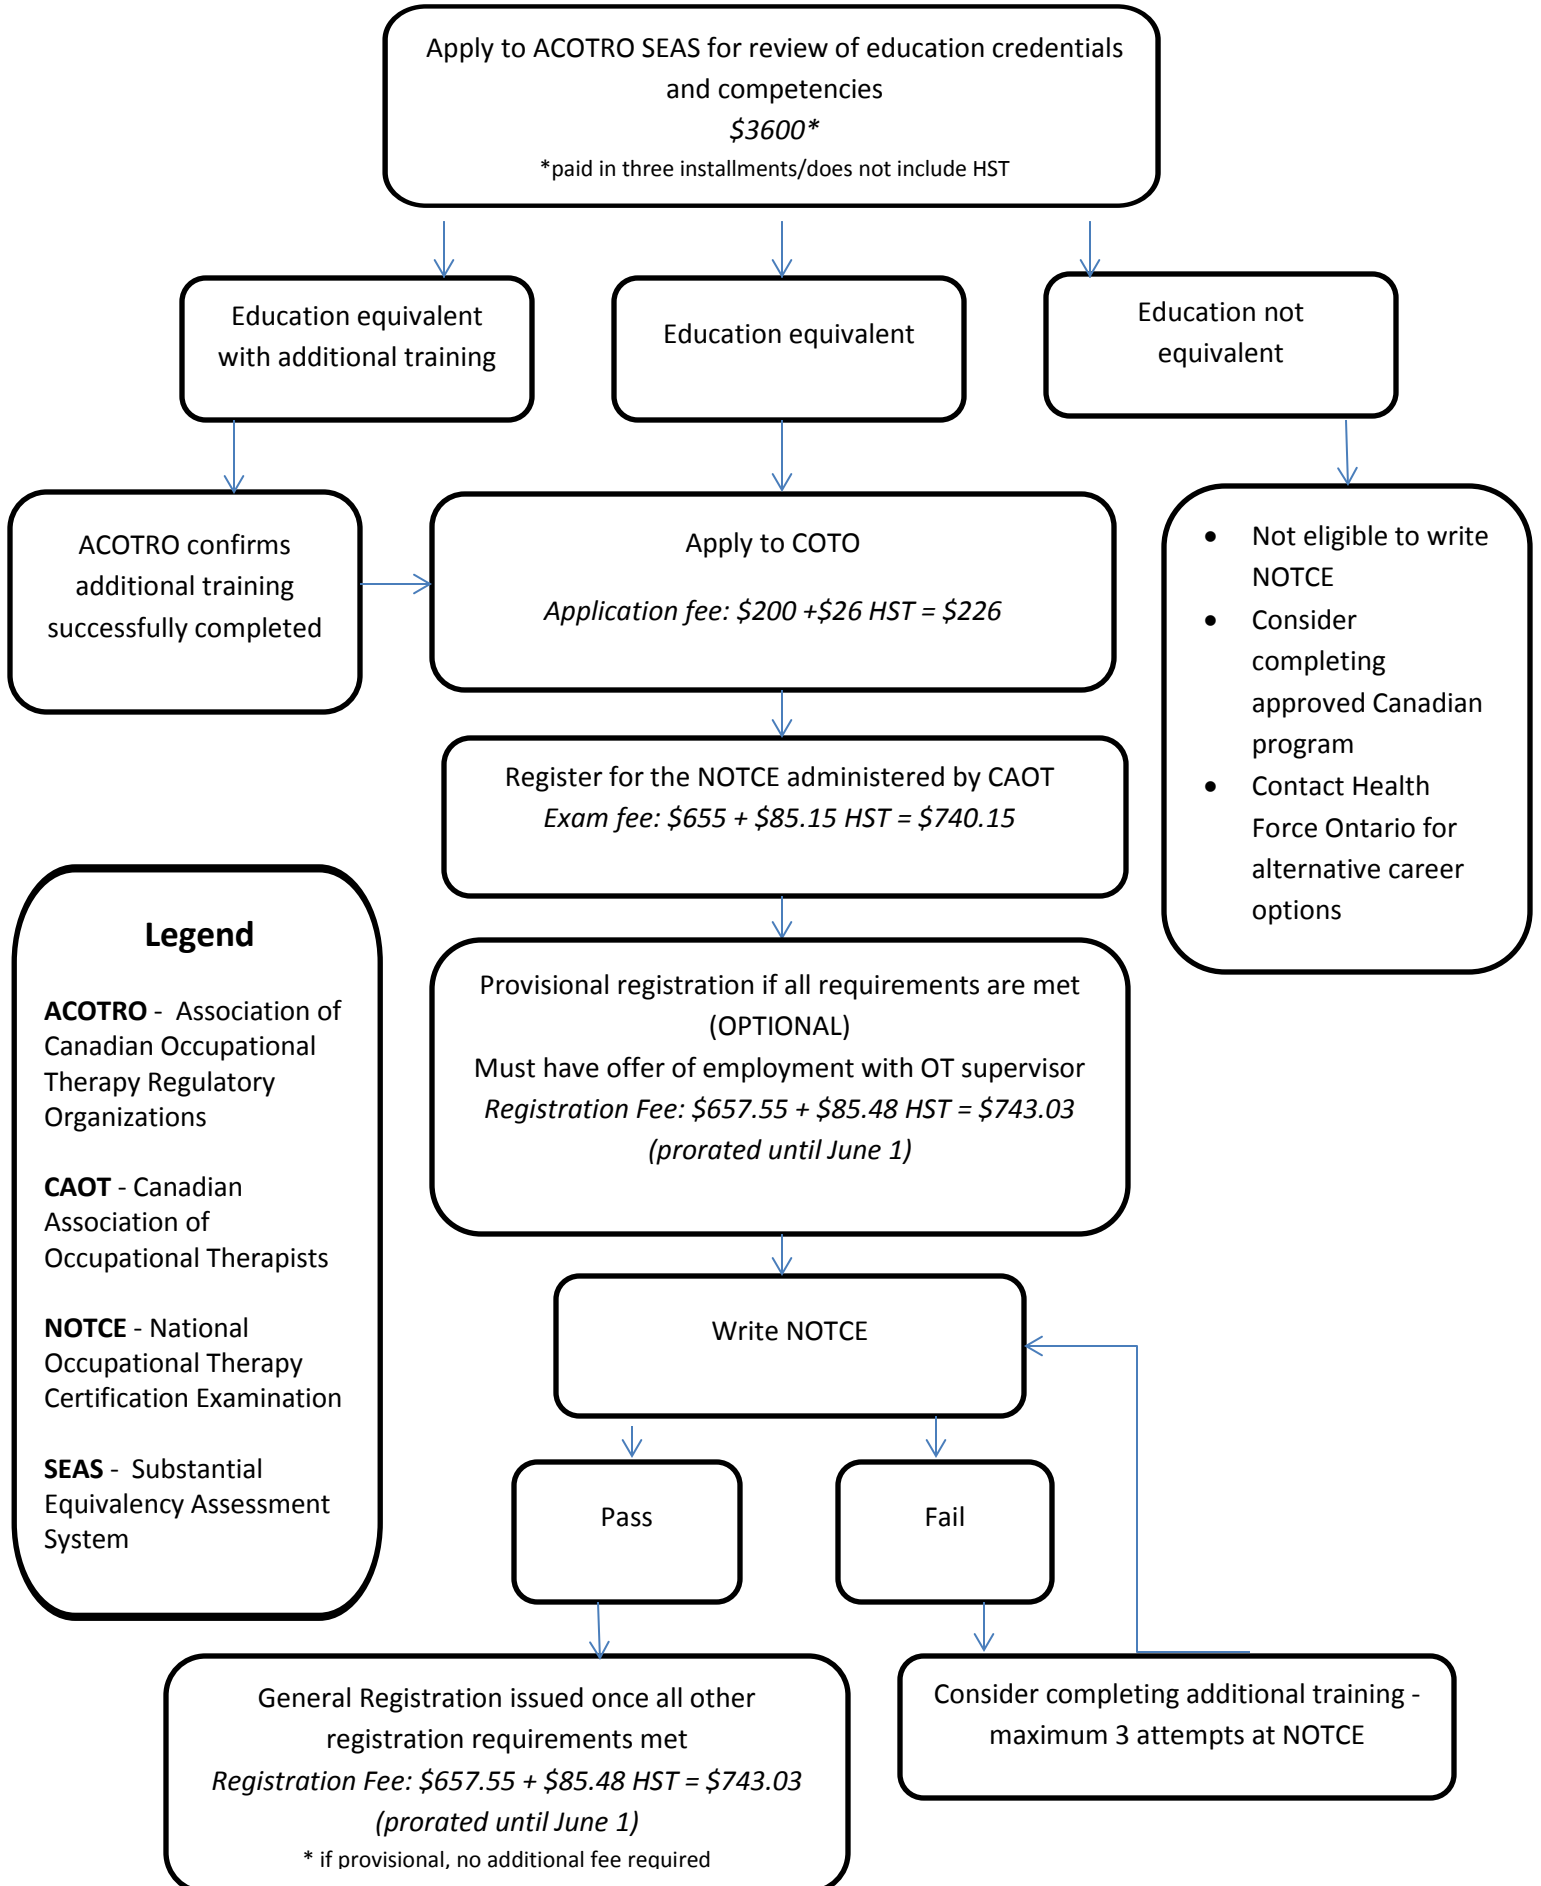 Apply to ACOTRO SEAS for review of education credentials
and competencies
$3600*
*paid in three installments/does not include HST
Education equivalent
with additional training
Education equivalent
Education not
equivalent
ACOTRO confirms
additional training
successfully completed
Apply to COTO
Application fee: $200 +$26 HST = $226
• Not eligible to write
NOTCE
• Consider
completing
approved Canadian
program
• Contact Health
Force Ontario for
alternative career
options
Register for the NOTCE administered by CAOT
Exam fee: $655 + $85.15 HST = $740.15
Legend
ACOTRO - Association of
Canadian Occupational
Therapy Regulatory
Organizations
CAOT - Canadian
Association of
Occupational Therapists
NOTCE - National
Occupational Therapy
Certification Examination
SEAS - Substantial
Equivalency Assessment
System
Provisional registration if all requirements are met
(OPTIONAL)
Must have offer of employment with OT supervisor
Registration Fee: $657.55 + $85.48 HST = $743.03
(prorated until June 1)
Write NOTCE
Pass
Fail
General Registration issued once all other
registration requirements met
Registration Fee: $657.55 + $85.48 HST = $743.03
(prorated until June 1)
* if provisional, no additional fee required
Consider completing additional training -
maximum 3 attempts at NOTCE